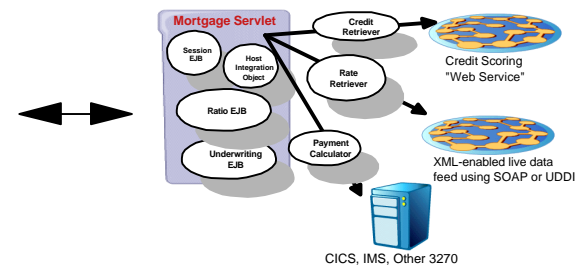 Mortgage Servlet
Session
EJB
Host
Integration
Object
Ratio EJB
Underwriting
EJB
Credit
Retriever
Rate
Retriever
Payment
Calculator
Credit Scoring
"Web Service"
XML-enabled live data
feed using SOAP or UDDI
CICS, IMS, Other 3270